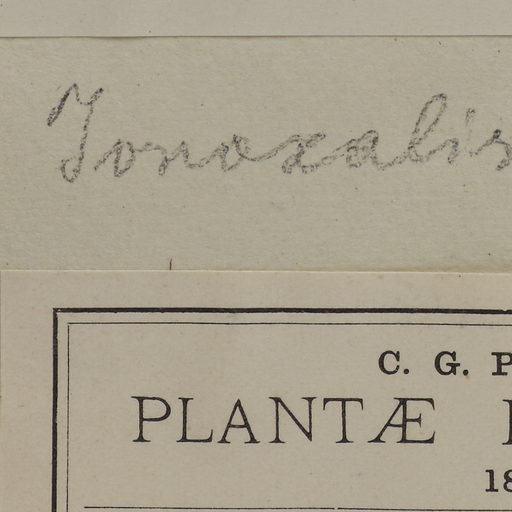 Ionoxalis
C. G. P
PLANTÆ
18